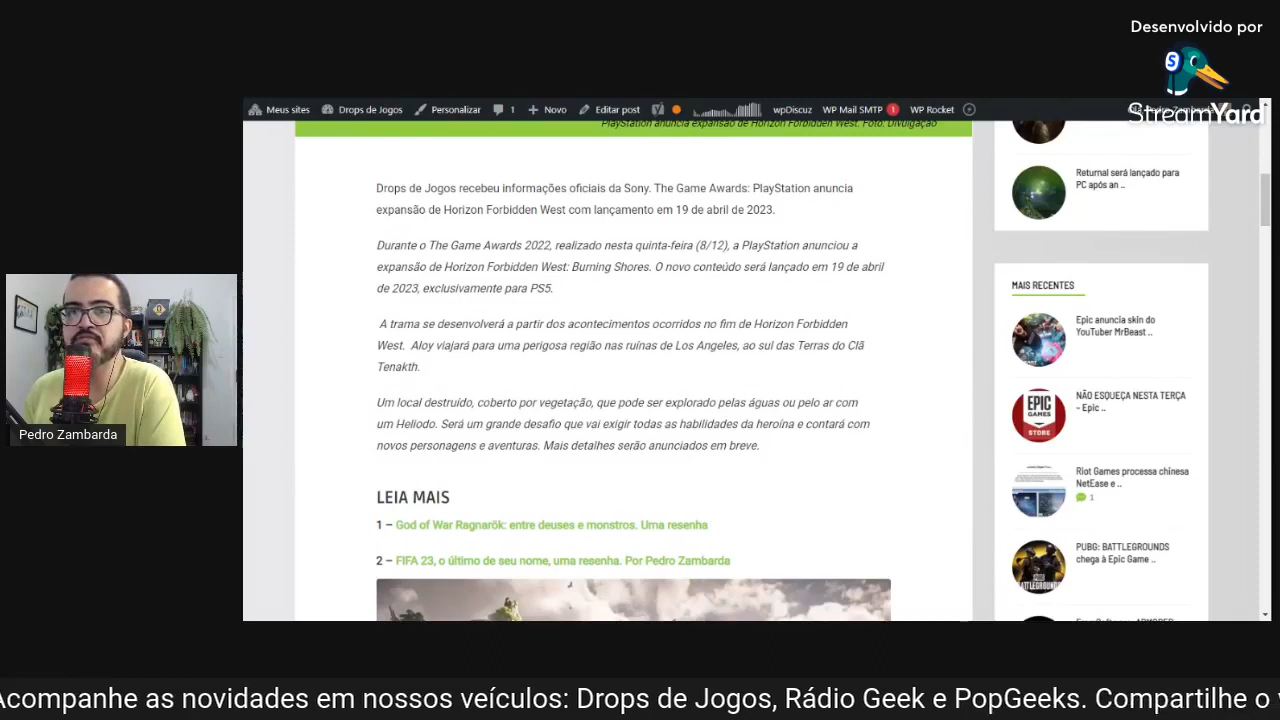 Desenvolvido por
StreamYard
Meus sites Drops de Jogos Personalizar 1 Novo Editar post wpDiscuz WP Mail SMTP 1 WP Rocket
PlayStation anuncia expansão de Horizon Forbidden West. Foto: Divulgação
Drops de Jogos recebeu informações oficiais da Sony. The Game Awards: PlayStation anuncia
expansão de Horizon Forbidden West com lançamento em 19 de abril de 2023.
Durante o The Game Awards 2022, realizado nesta quinta-feira (8/12), a PlayStation anunciou a
expansão de Horizon Forbidden West: Burning Shores. O novo conteúdo será lançado em 19 de abril
de 2023, exclusivamente para PS5.
A trama se desenvolverá a partir dos acontecimentos ocorridos no fim de Horizon Forbidden
West. Aloy viajará para uma perigosa região nas ruínas de Los Angeles, ao sul das Terras do Clã
Tenakth.
Um local destruído, coberto por vegetação, que pode ser explorado pelas águas ou pelo ar com
um Heliodo. Será um grande desafio que vai exigir todas as habilidades da heroína e contará com
novos personagens e aventuras. Mais detalhes serão anunciados em breve.
LEIA MAIS
1 – God of War Ragnarök: entre deuses e monstros. Uma resenha
2 – FIFA 23, o último de seu nome, uma resenha. Por Pedro Zambarda
Returnal será lançado para
PC após an ..
MAIS RECENTES
Epic anuncia skin do
YouTuber MrBeast ..
NÃO ESQUEÇA NESTA TERÇA
– Epic ..
EPIC
GAMES
STORE
Riot Games processa chinesa
NetEase e ..
1
PUBG: BATTLEGROUNDS
chega à Epic Game ..
Pedro Zambarda
Acompanhe as novidades em nossos veículos: Drops de Jogos, Rádio Geek e PopGeeks. Compartilhe o